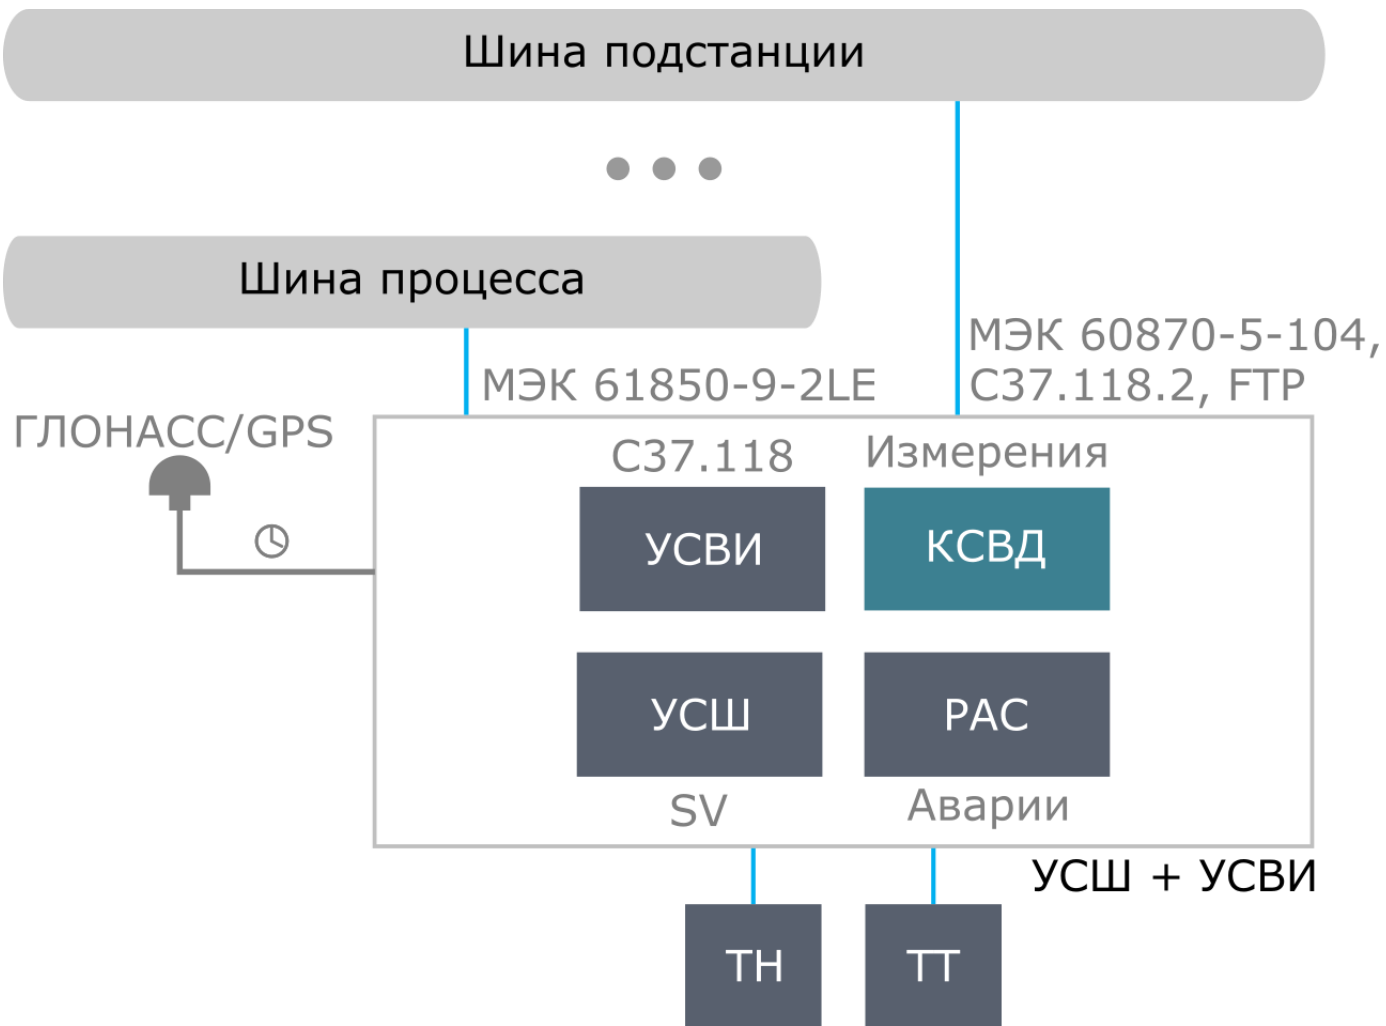 Шина подстанции
Шина процесса
МЭК 60870-5-104,
C37.118.2, FTP
МЭК 61850-9-2LE
ГЛОНАСС/GPS
C37.118
Измерения
УСВИ
КСВД
УСШ
РАС
SV
Аварии
УСШ + УСВИ
ТН
ТТ